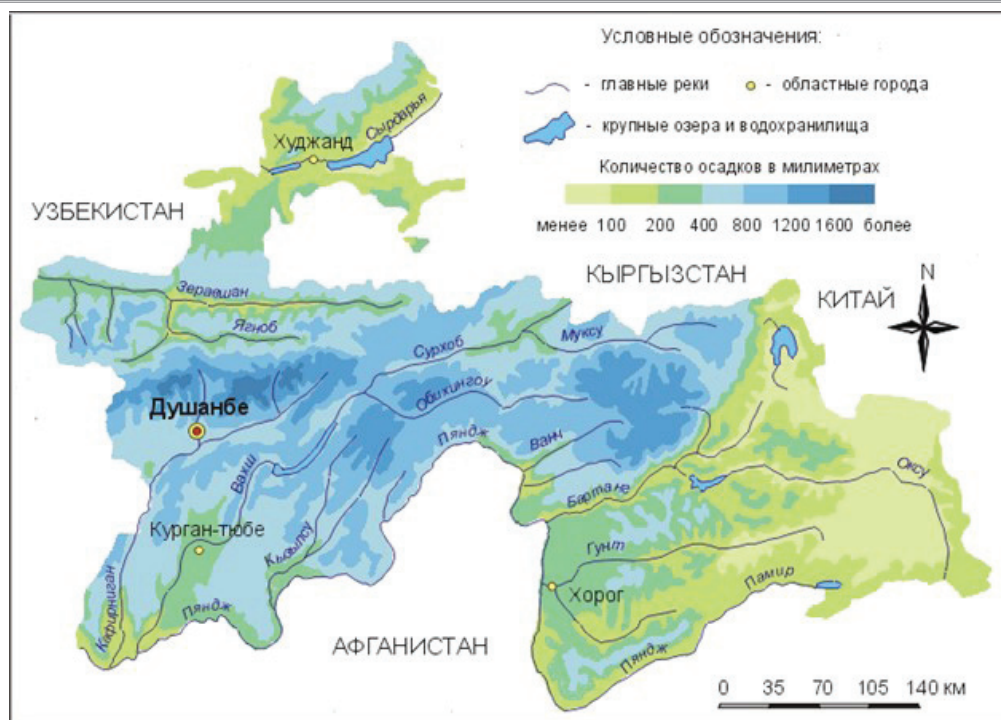 Условные обозначения:
- главные реки
- областные города
- крупные озера и водохранилища
Количество осадков в милиметрах
менее 100 200 400 800 1200 1600 более
Сырдарья
Худжанд
УЗБЕКИСТАН
КЫРГЫЗСТАН
КИТАЙ
N
Зеравшан
Ягноб
Сурхоб
Муксу
Обихингоу
Душанбе
Пяндж
Ванч
Вахш
Бартанг
Оксу
Курган-тюбе
Кызылсу
Гунт
Кафирниган
Пяндж
Хорог
Памир
АФГАНИСТАН
Пяндж
0 35 70 105 140 км